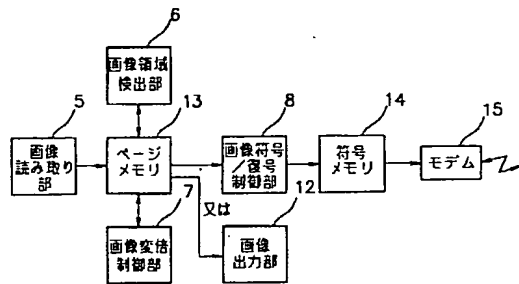 6
画像領域
検出部
5
13
8
14
15
画像
読み取り
部
ページ
メモリ
画像符号
／復号
制御部
符号
メモリ
モデム
7
又は
12
画像変倍
制御部
画像
出力部